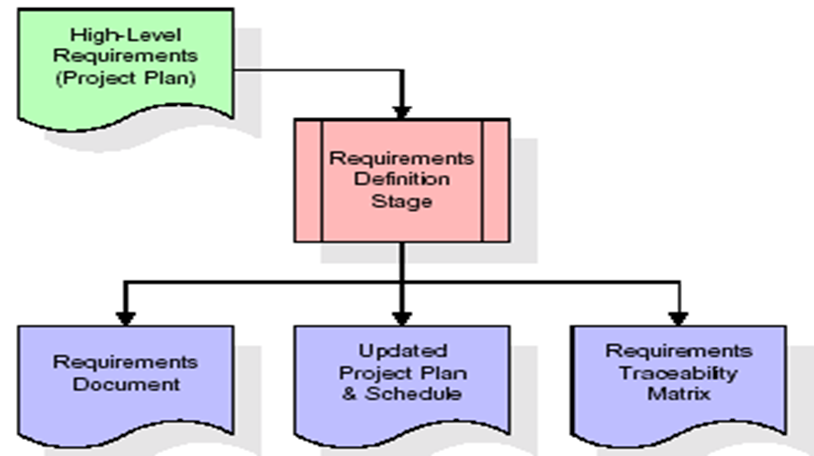 High-Level
Requirements
(Project Plan)
Requirements
Definition
Stage
Requirements
Document
Updated
Project Plan
& Schedule
Requirements
Traceability
Matrix